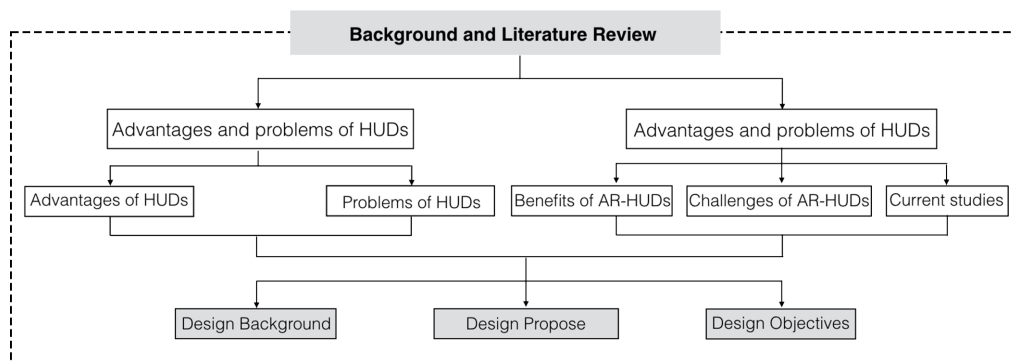 Background and Literature Review
Advantages and problems of HUDs
Advantages and problems of HUDs
Advantages of HUDs
Problems of HUDs
Benefits of AR-HUDs
Challenges of AR-HUDs
Current studies
Design Background
Design Propose
Design Objectives